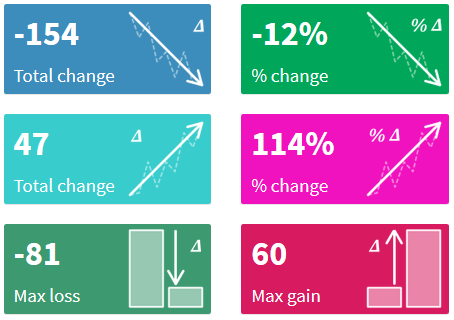 -154
Δ
Total change
-12%
% Δ
% change
47
Δ
Total change
114%
% Δ
% change
-81
Δ
Max loss
60
Δ
Max gain